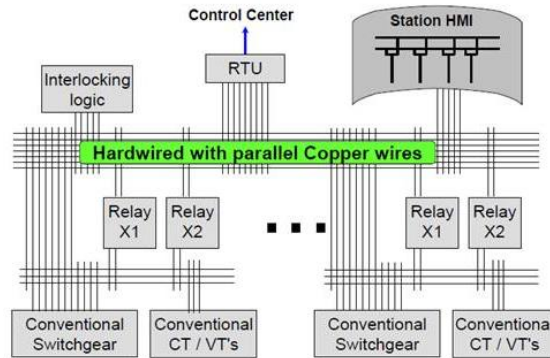 Control Center
Station HMI
Interlocking
logic
RTU
Hardwired with parallel Copper wires
Relay
X1
Relay
X2
Relay
X1
Relay
X2
Conventional
Switchgear
Conventional
CT / VT's
Conventional
Switchgear
Conventional
CT / VT's